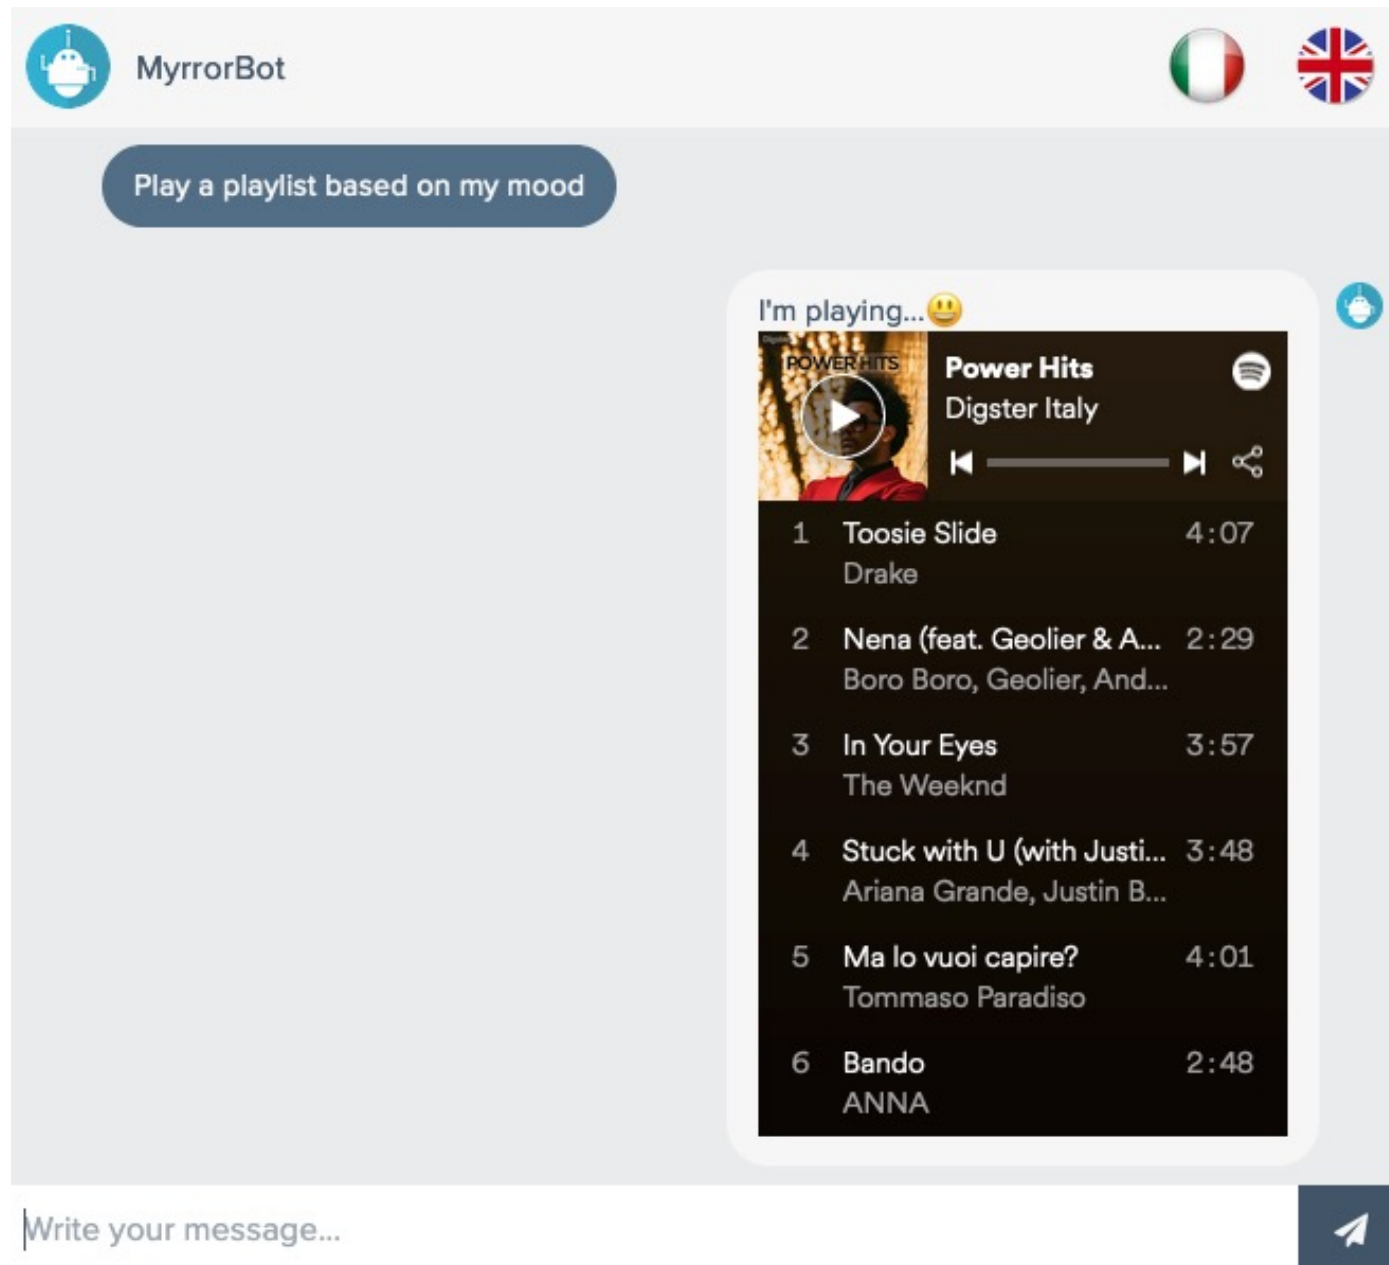 MyrrorBot
Play a playlist based on my mood
I'm playing...😃
POWER HITS
Power Hits
Digster Italy
1 Toosie Slide 4:07
Drake
2 Nena (feat. Geolier & A... 2:29
Boro Boro, Geolier, And...
3 In Your Eyes 3:57
The Weeknd
4 Stuck with U (with Justi... 3:48
Ariana Grande, Justin B...
5 Ma lo vuoi capire? 4:01
Tommaso Paradiso
6 Bando 2:48
ANNA
Write your message...